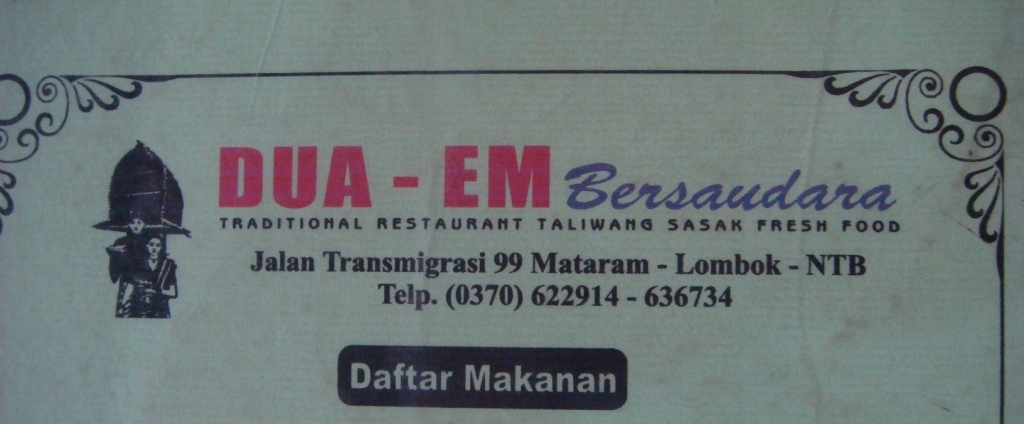 DUA - EM Bersaudara
TRADITIONAL RESTAURANT TALIWANG SASAK FRESH FOOD
Jalan Transmigrasi 99 Mataram - Lombok - NTB
Telp. (0370) 622914 - 636734
Daftar Makanan